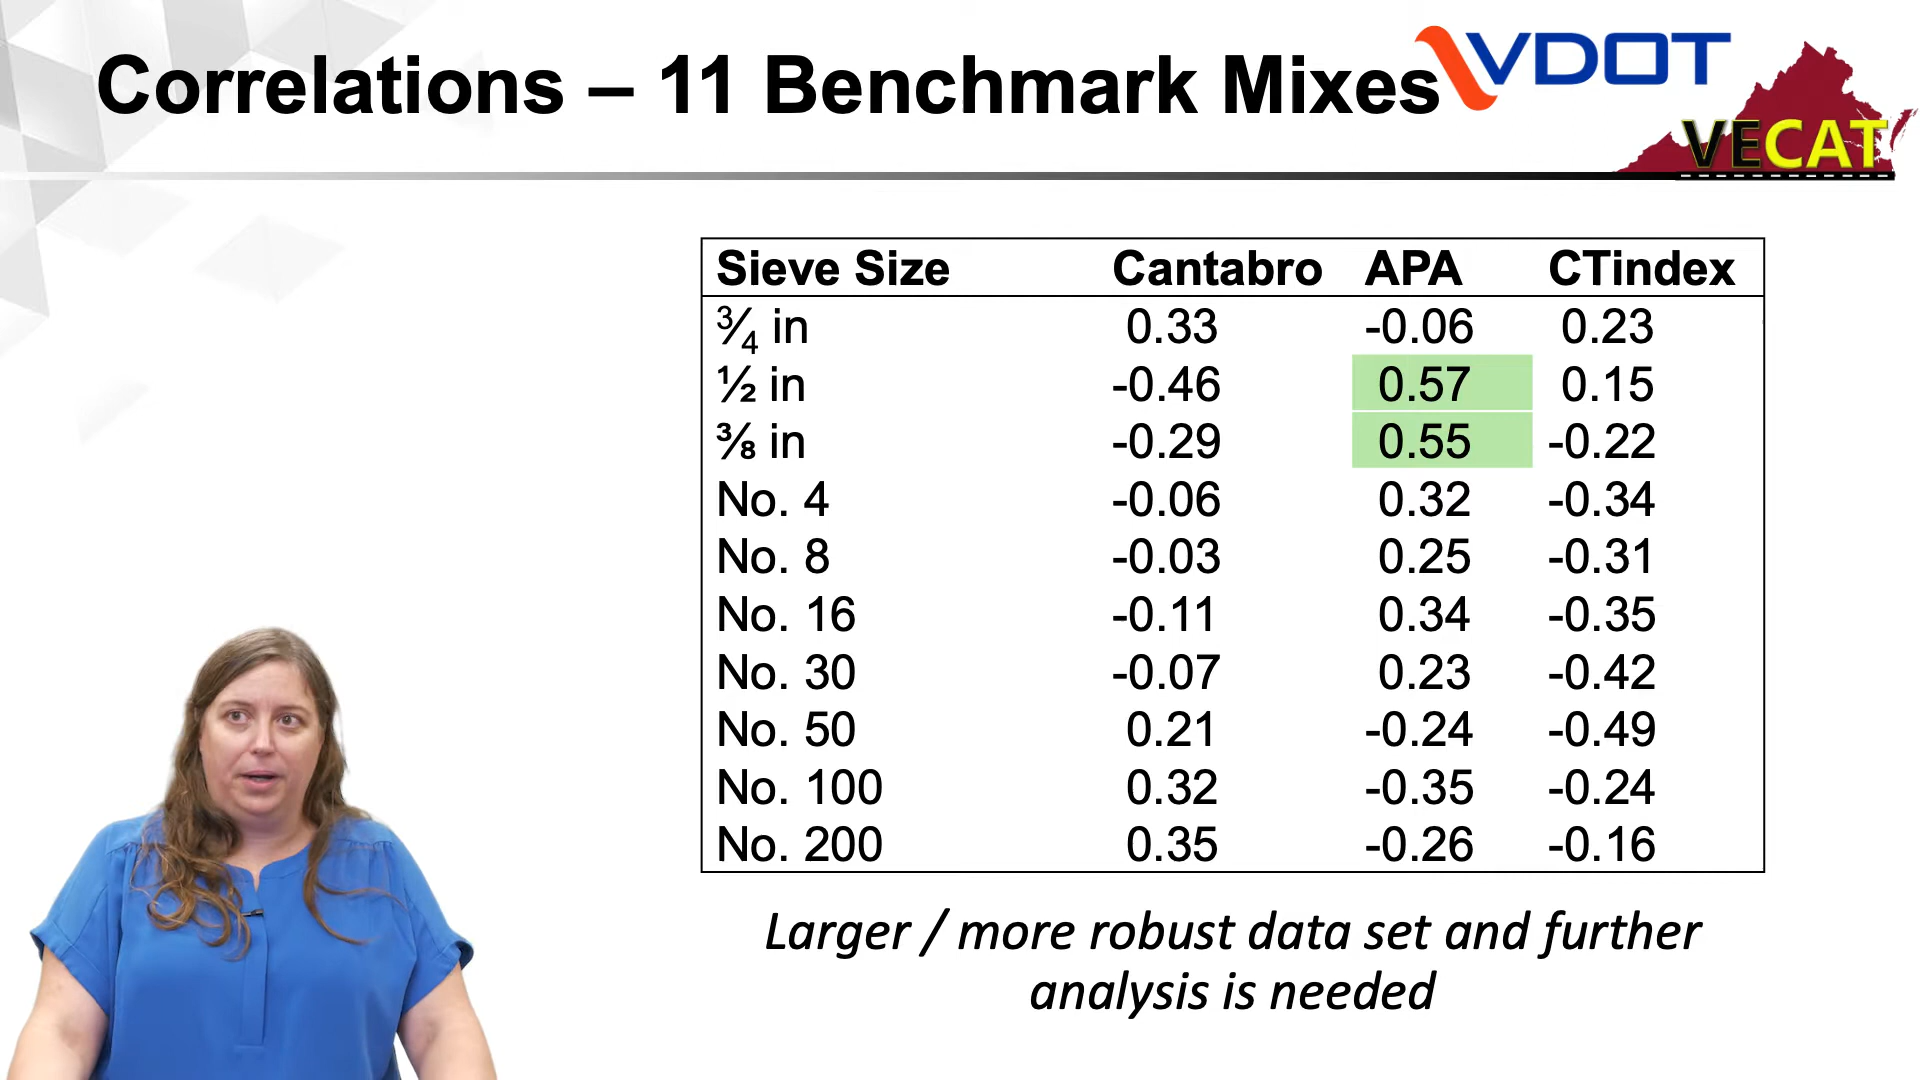 Correlations – 11 Benchmark Mixes
VDOT
VECAT
Sieve Size Cantabro APA CTindex
¾ in 0.33 -0.06 0.23
½ in -0.46 0.57 0.15
⅜ in -0.29 0.55 -0.22
No. 4 -0.06 0.32 -0.34
No. 8 -0.03 0.25 -0.31
No. 16 -0.11 0.34 -0.35
No. 30 -0.07 0.23 -0.42
No. 50 0.21 -0.24 -0.49
No. 100 0.32 -0.35 -0.24
No. 200 0.35 -0.26 -0.16
Larger / more robust data set and further
analysis is needed